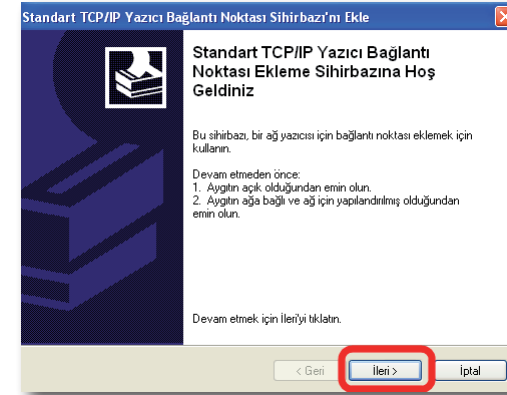 Standart TCP/IP Yazıcı Bağlantı Noktası Sihirbazı'nı Ekle
Standart TCP/IP Yazıcı Bağlantı
Noktası Ekleme Sihirbazına Hoş
Geldiniz
Bu sihirbazı, bir ağ yazıcısı için bağlantı noktası eklemek için
kullanın.
Devam etmeden önce:
1. Aygıtın açık olduğundan emin olun.
2. Aygıtın ağa bağlı ve ağ için yapılandırılmış olduğundan
emin olun.
Devam etmek için İleri'yi tıklatın.
< Geri
İleri >
İptal